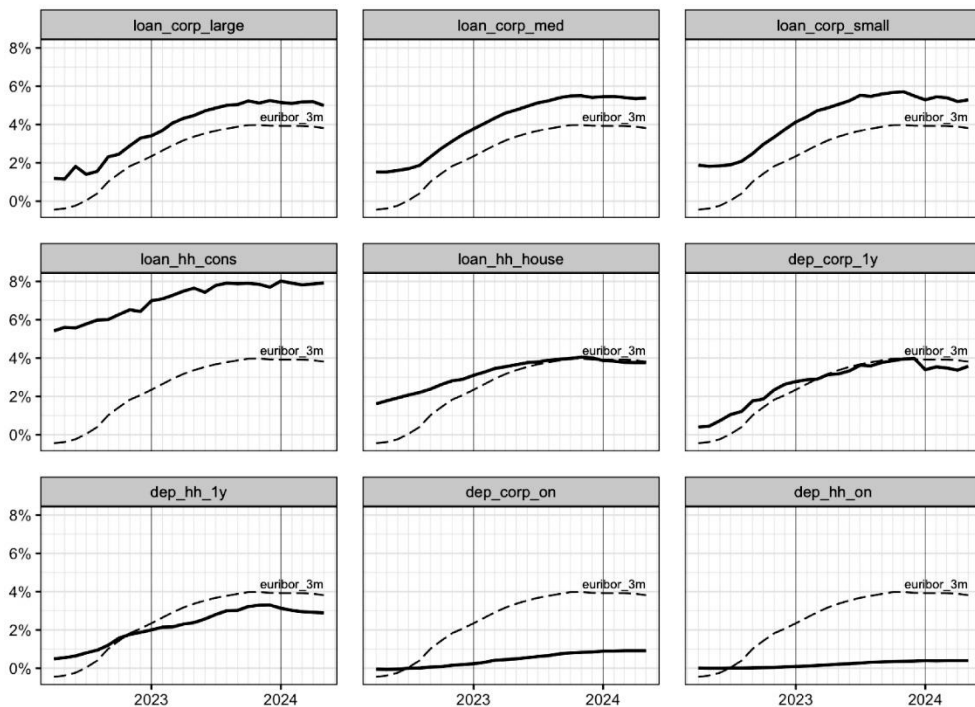 loan_corp_large
loan_corp_med
loan_corp_small
8%
6%
4%
2%
0%
euribor_3m
euribor_3m
euribor_3m
loan_hh_cons
loan_hh_house
dep_corp_1y
8%
6%
4%
2%
0%
euribor_3m
euribor_3m
euribor_3m
dep_hh_1y
dep_corp_on
dep_hh_on
8%
6%
4%
2%
0%
euribor_3m
euribor_3m
euribor_3m
2023
2024
2023
2024
2023
2024